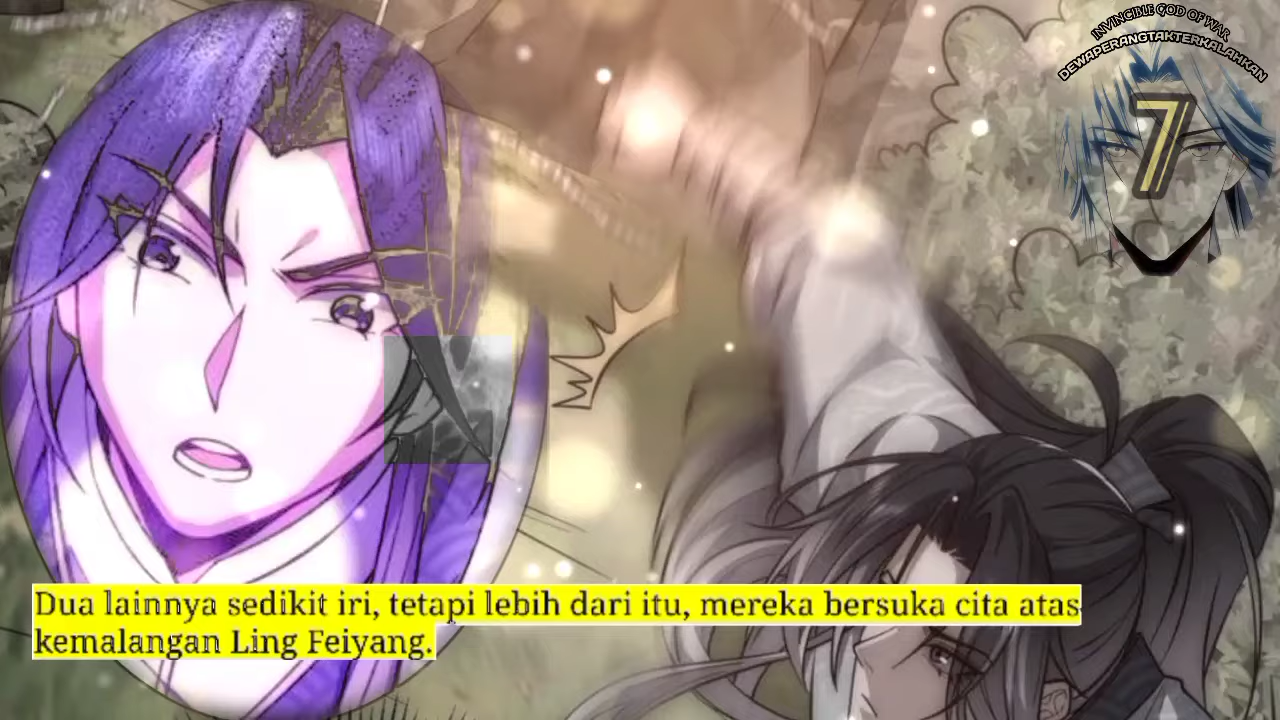 INVINCIBLE GOD OF WAR
DEWAPERANGTAKTERKALAHKAN
7
Dua lainnya sedikit iri, tetapi lebih dari itu, mereka bersuka cita atas
kemalangan Ling Feiyang.